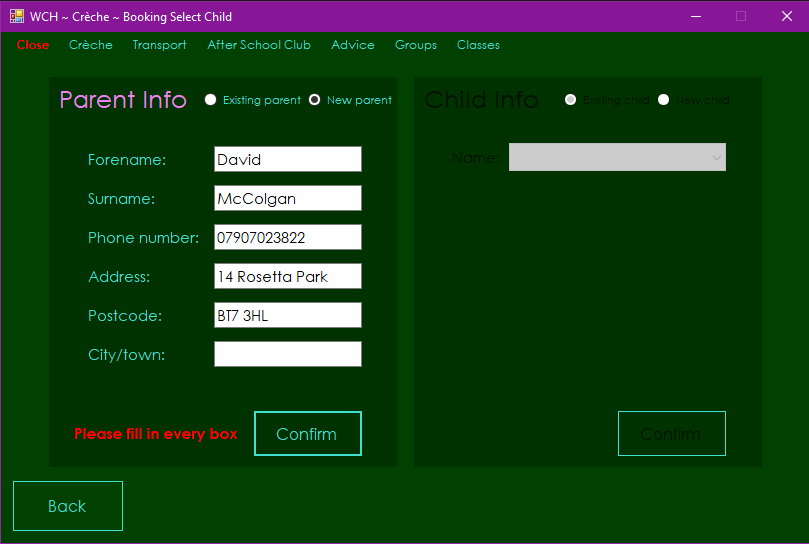 WCH ~ Crèche ~ Booking Select Child
Close Crèche Transport After School Club Advice Groups Classes
Parent Info Existing parent New parent
Forename: David
Surname: McColgan
Phone number: 07907023822
Address: 14 Rosetta Park
Postcode: BT7 3HL
City/town:
Please fill in every box Confirm
Child Info Existing child New child
Name:
Confirm
Back